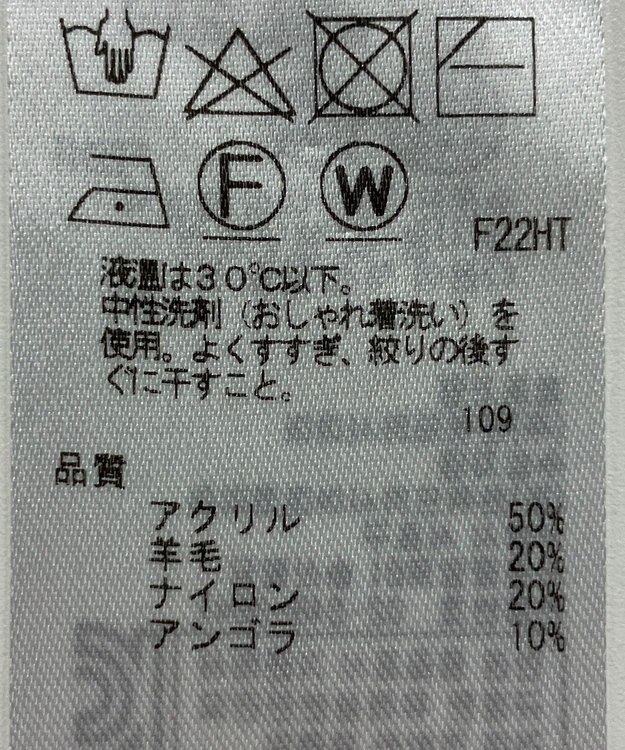 F
W
F22HT
液温は30℃以下。
中性洗剤（おしゃれ着洗い）を
使用。よくすすぎ、絞りの後す
ぐに干すこと。
109
品質
アクリル 50%
羊毛 20%
ナイロン 20%
アンゴラ 10%